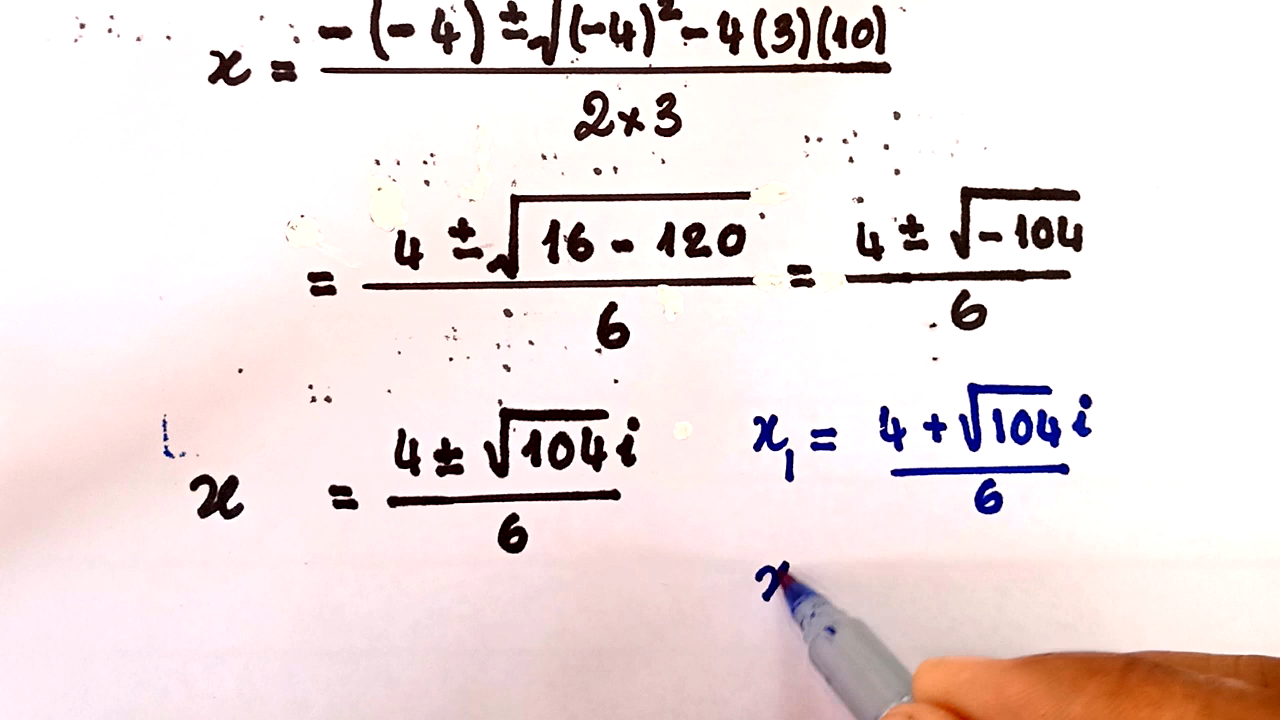 x = -(-4) ± √(-4)² - 4(3)(10) / 2×3
= 4 ± √16 - 120 / 6 = 4 ± √-104 / 6
x = 4 ± √104 i / 6
x₁ = 4 + √104 i / 6
x